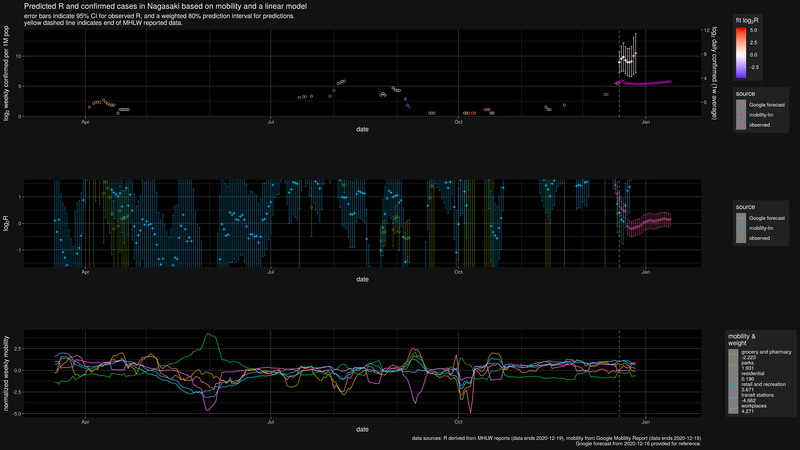 Predicted R and confirmed cases in Nagasaki based on mobility and a linear model
error bars indicate 95% CI for observed R, and a weighted 80% prediction interval for predictions.
yellow dashed line indicates end of MHLW reported data.
log₂ weekly confirmed per 1M pop
10
5
0
12
8
4
0
log₂ daily confirmed (1w average)
Apr
Jul
Oct
Jan
date
fit log₂R
5.0
2.5
0.0
-2.5
source
Google forecast
mobility-lm
observed
log₂R
1
0
-1
Apr
Jul
Oct
Jan
date
source
Google forecast
mobility-lm
observed
normalized weekly mobility
2.5
0.0
-2.5
-5.0
Apr
Jul
Oct
Jan
date
mobility &
weight
grocery and pharmacy
-2.223
parks
1.931
residential
0.190
retail and recreation
3.671
transit stations
-4.662
workplaces
4.271
data sources: R derived from MHLW reports (data ends 2020-12-19), mobility from Google Mobility Report (data ends 2020-12-15)
Google forecast from 2020-12-16 provided for reference.